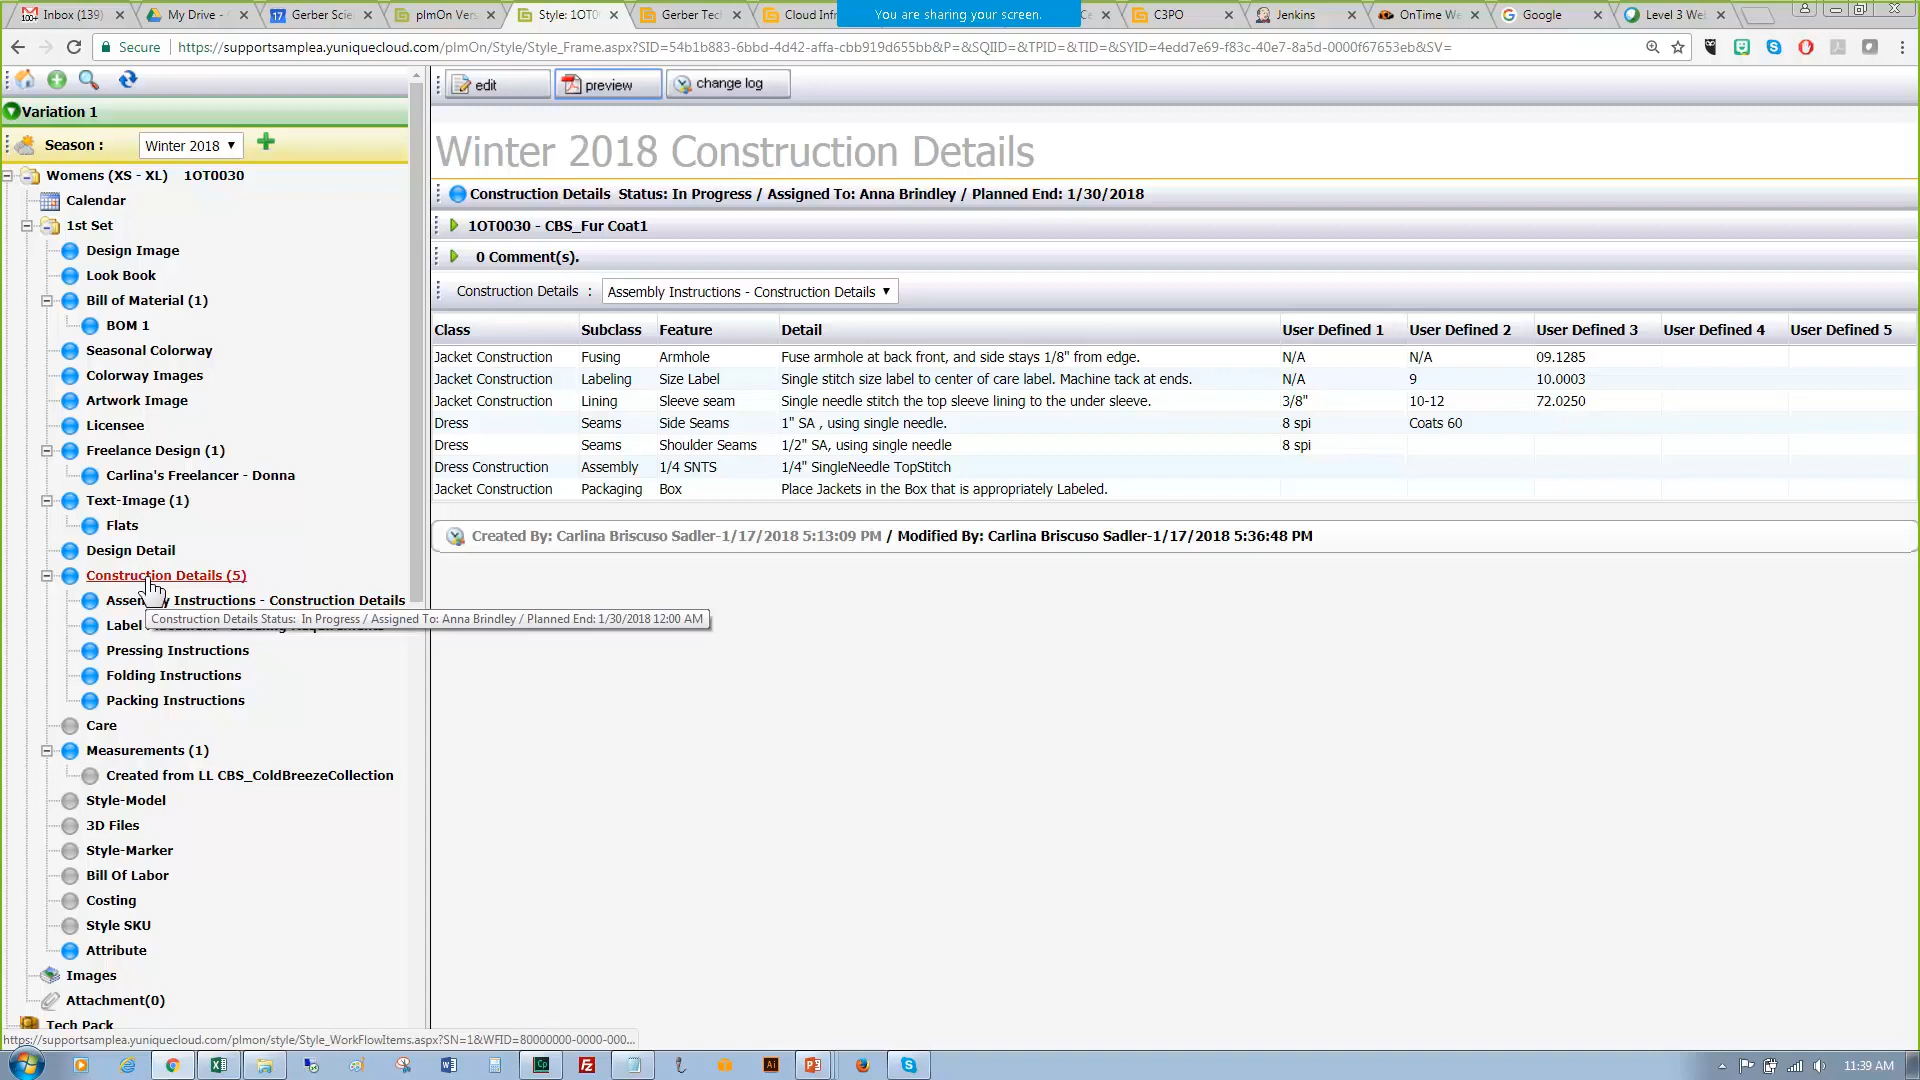 Inbox (139)
My Drive -
Gerber Scie
plmOn Vers
Style: 1OT0
Gerber Tech
Cloud Infr
You are sharing your screen.
C3PO
Jenkins
OnTime We
Google
Level 3 We
Secure
https://supportsamplea.yuniquecloud.com/plmOn/Style/Style_Frame.aspx?SID=54b1b883-6bbd-4d42-affa-cbb919d655bb&P=&SQIID=&TPID=&TID=&SYID=4edd7e69-f83c-40e7-8a5d-0000f67653eb&SV=
edit
preview
change log
Variation 1
Season :
Winter 2018
Womens (XS - XL) 1OT0030
Calendar
1st Set
Design Image
Look Book
Bill of Material (1)
BOM 1
Seasonal Colorway
Colorway Images
Artwork Image
Licensee
Freelance Design (1)
Carlina's Freelancer - Donna
Text-Image (1)
Flats
Design Detail
Construction Details (5)
Assembly Instructions - Construction Details
Label
Construction Details Status: In Progress / Assigned To: Anna Brindley / Planned End: 1/30/2018 12:00 AM
Pressing Instructions
Folding Instructions
Packing Instructions
Care
Measurements (1)
Created from LL CBS_ColdBreezeCollection
Style-Model
3D Files
Style-Marker
Bill Of Labor
Costing
Style SKU
Attribute
Images
Attachment(0)
Tech Pack
https://supportsamplea.yuniquecloud.com/plmon/style/Style_WorkFlowItems.aspx?SN=1&WFID=80000000-0000-000...
Winter 2018 Construction Details
Construction Details Status: In Progress / Assigned To: Anna Brindley / Planned End: 1/30/2018
1OT0030 - CBS_Fur Coat1
0 Comment(s).
Construction Details : Assembly Instructions - Construction Details
Class Subclass Feature Detail User Defined 1 User Defined 2 User Defined 3 User Defined 4 User Defined 5
Jacket Construction Fusing Armhole Fuse armhole at back front, and side stays 1/8" from edge. N/A N/A 09.1285
Jacket Construction Labeling Size Label Single stitch size label to center of care label. Machine tack at ends. N/A 9 10.0003
Jacket Construction Lining Sleeve seam Single needle stitch the top sleeve lining to the under sleeve. 3/8" 10-12 72.0250
Dress Seams Side Seams 1" SA , using single needle. 8 spi Coats 60
Dress Seams Shoulder Seams 1/2" SA, using single needle 8 spi
Dress Construction Assembly 1/4 SNTS 1/4" SingleNeedle TopStitch
Jacket Construction Packaging Box Place Jackets in the Box that is appropriately Labeled.
Created By: Carlina Briscuso Sadler-1/17/2018 5:13:09 PM / Modified By: Carlina Briscuso Sadler-1/17/2018 5:36:48 PM
11:39 AM